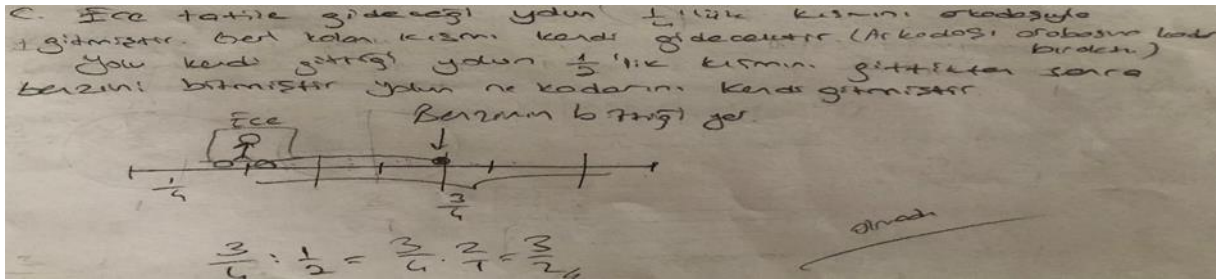 C. Ece tatile gideceği yolun 1/4 'lük kısmını arkadaşıyla
gitmiştir. Geri kalan kısmı kendi gidecektir (Arkadaşı arabasına kadar bıraktı)
Yolu kendi gittiği yolun 1/2 'lik kısmını gittikten sonra
benzini bitmiştir yolun ne kadarını kendi gitmiştir
Ece Benzinin bittiği yer
1/4 3/4
3/4 : 1/2 = 3/4 . 2/1 = 3/2
olmadı